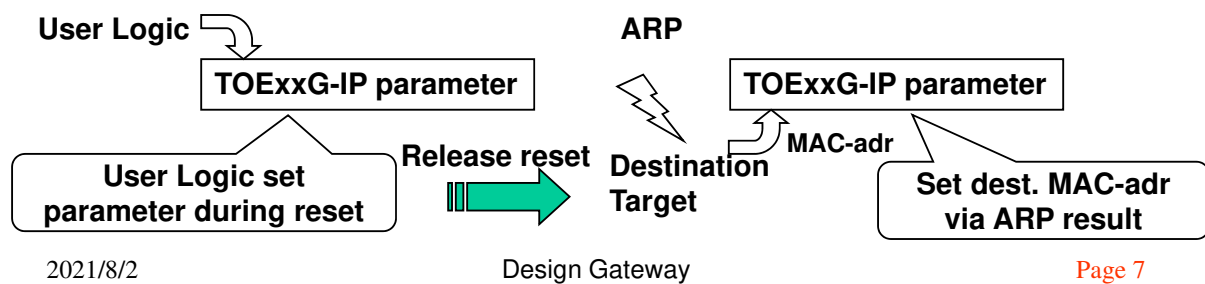 User Logic
ARP
TOExxG-IP parameter
TOExxG-IP parameter
MAC-adr
Release reset
Destination
Target
User Logic set
parameter during reset
Set dest. MAC-adr
via ARP result
2021/8/2
Design Gateway
Page 7